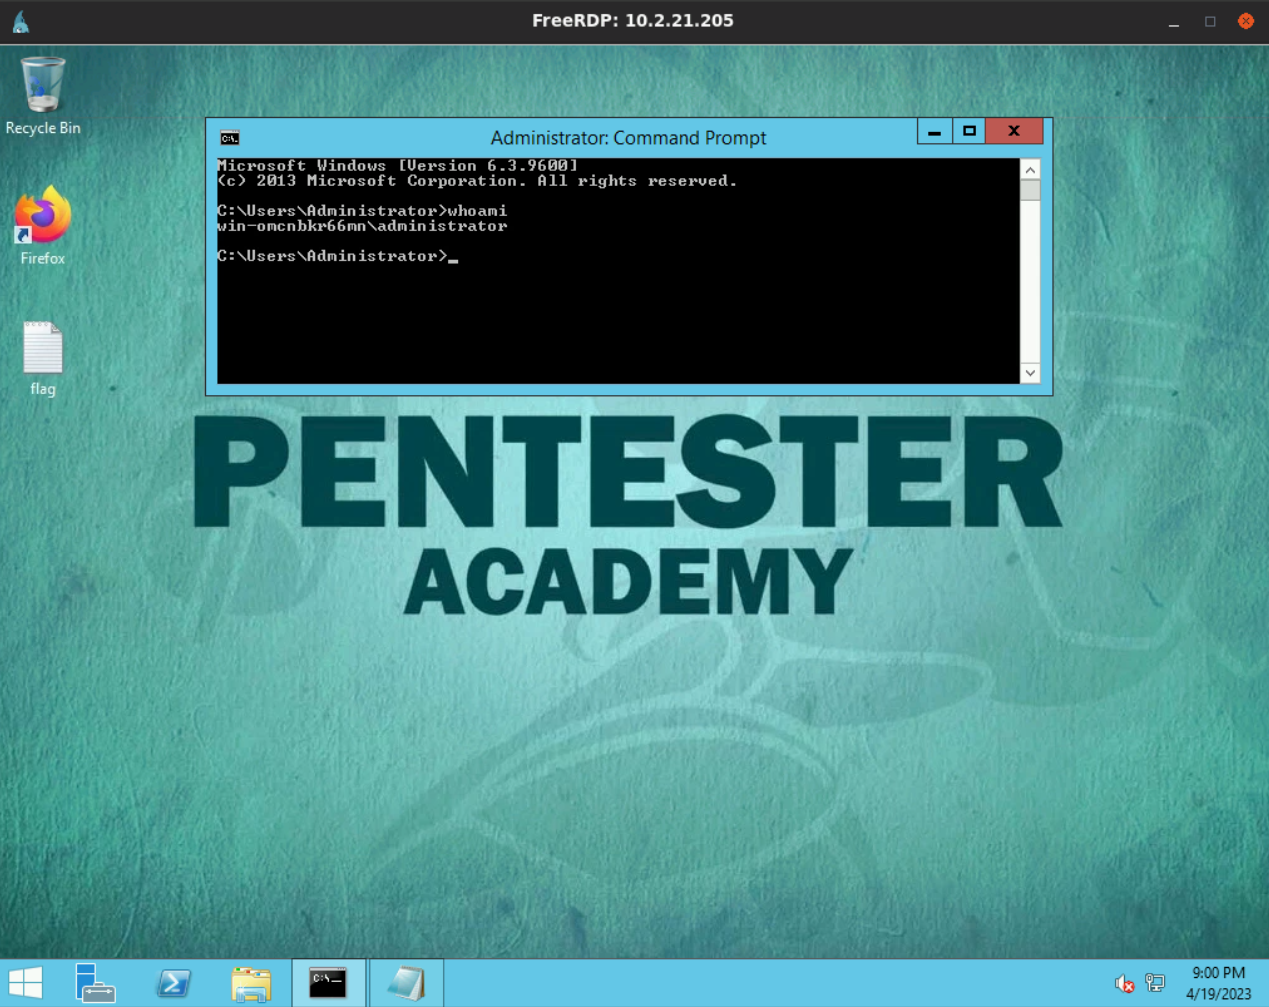 FreeRDP: 10.2.21.205
Recycle Bin
Firefox
flag
Administrator: Command Prompt
Microsoft Windows [Version 6.3.9600]
(c) 2013 Microsoft Corporation. All rights reserved.
C:\Users\Administrator>whoami
win-omcnbkr66mn\administrator
C:\Users\Administrator>_
PENTESTER
ACADEMY
9:00 PM
4/19/2023